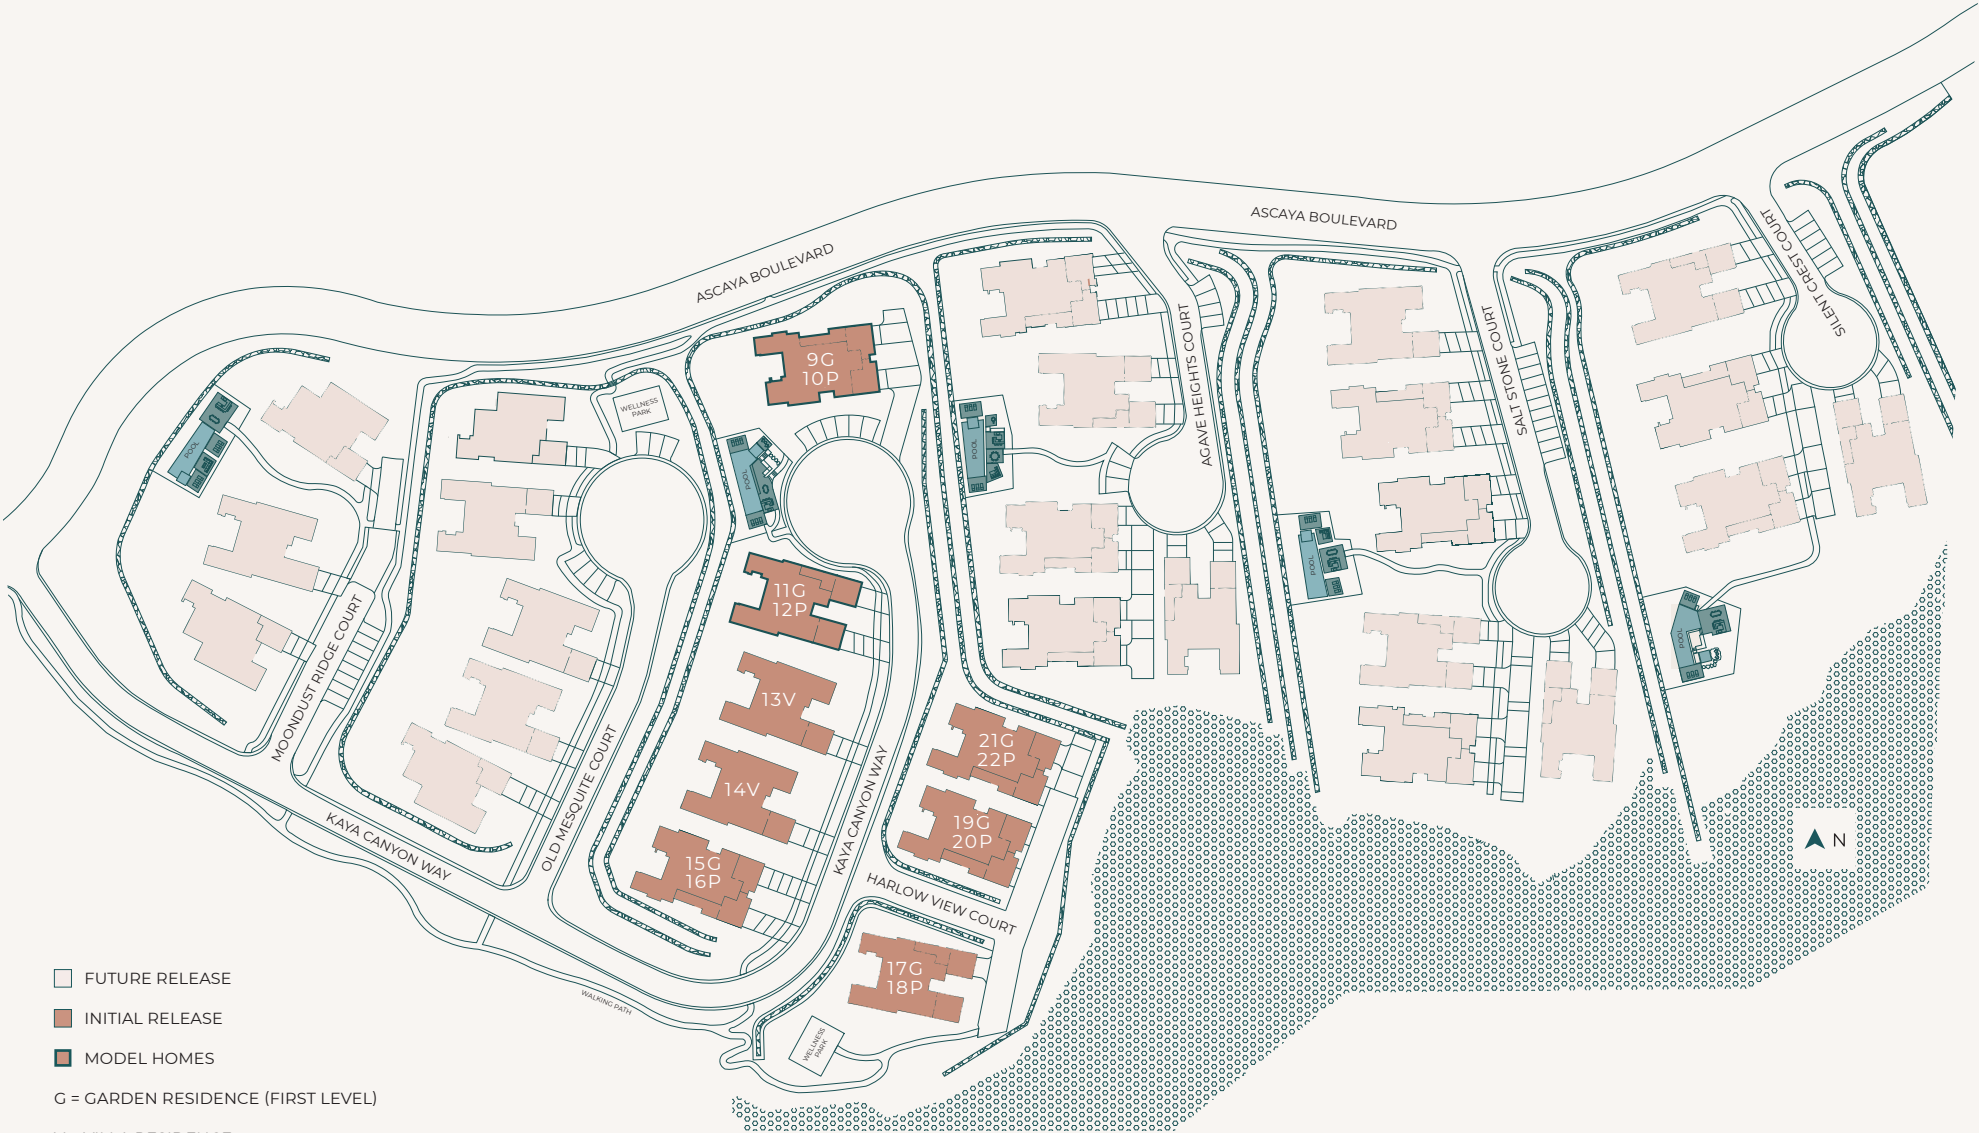 ASCAYA BOULEVARD
ASCAYA BOULEVARD
SILENT CREST COURT
WELLNESS
PARK
9G
10P
AGAVE HEIGHTS COURT
SALT STONE COURT
POOL
POOL
POOL
POOL
POOL
11G
12P
MOONDUST RIDGE COURT
13V
14V
OLD MESQUITE COURT
KAYA CANYON WAY
21G
22P
19G
20P
15G
16P
KAYA CANYON WAY
HARLOW VIEW COURT
17G
18P
WALKING PATH
WELLNESS
PARK
N
FUTURE RELEASE
INITIAL RELEASE
MODEL HOMES
G = GARDEN RESIDENCE (FIRST LEVEL)